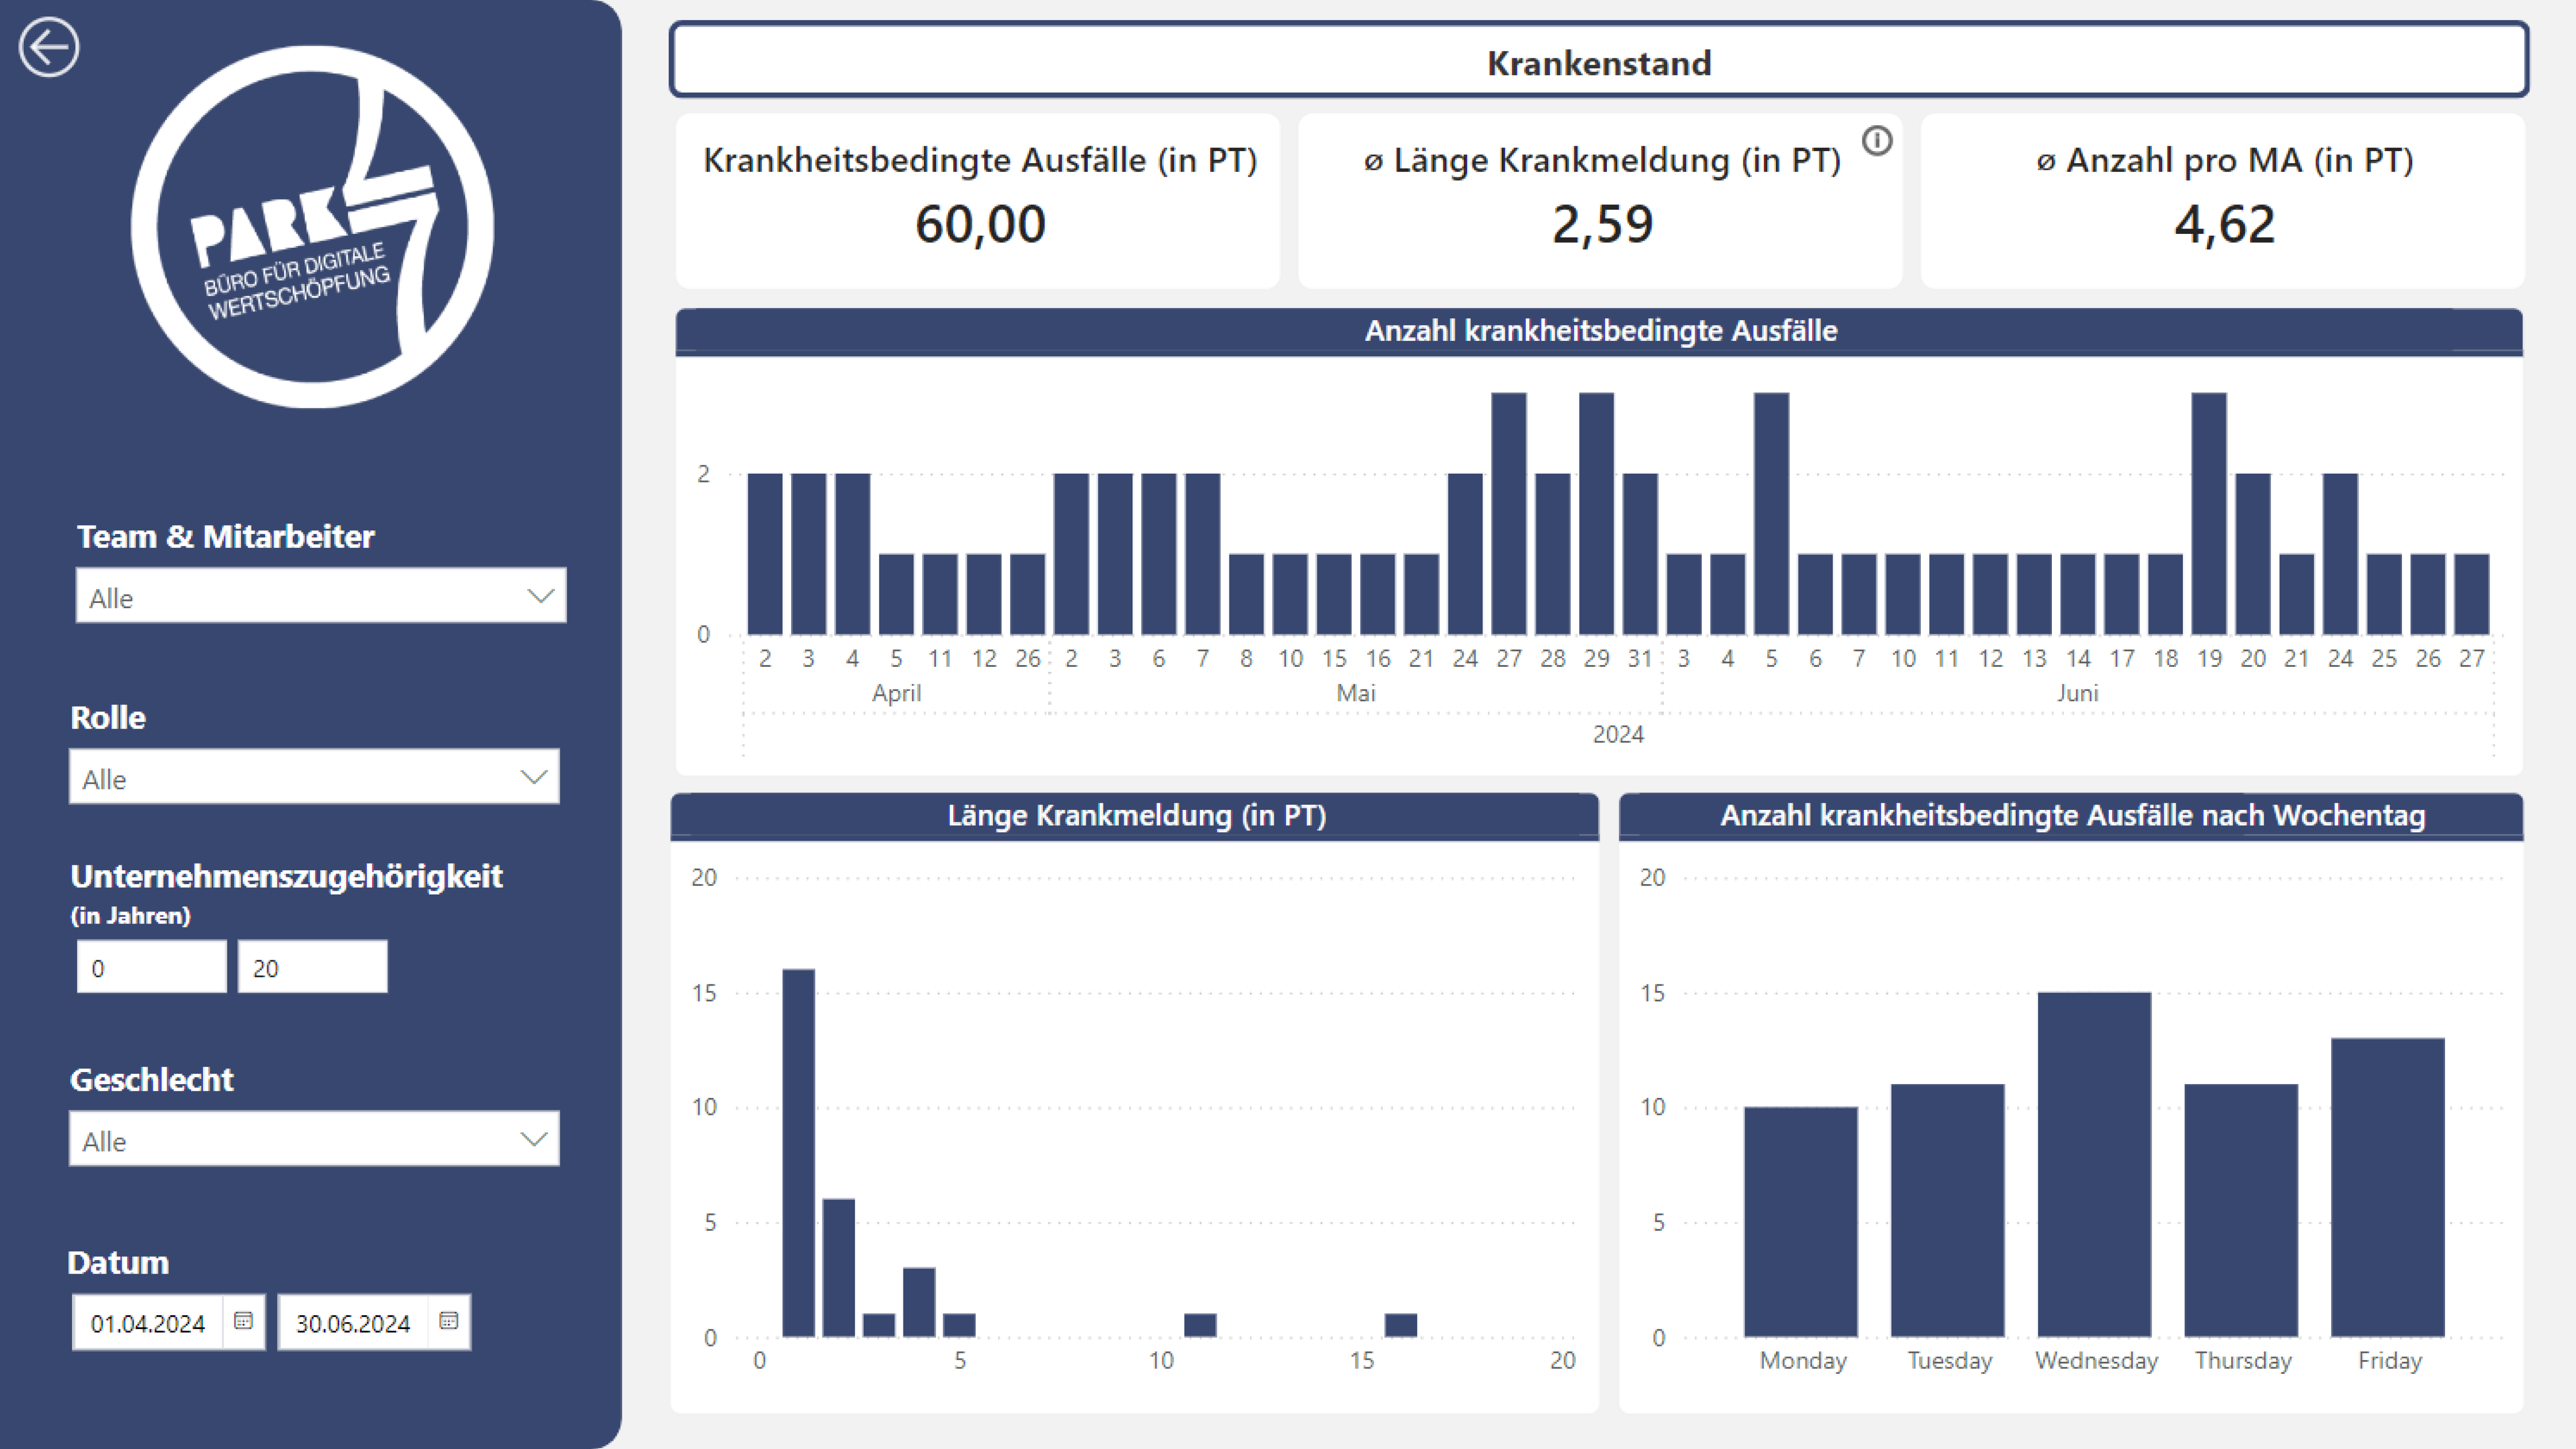 PARK 27
BÜRO FÜR DIGITALE
WERTSCHÖPFUNG
Team & Mitarbeiter
Alle
Rolle
Alle
Unternehmenszugehörigkeit
(in Jahren)
0 20
Geschlecht
Alle
Datum
01.04.2024 30.06.2024
Krankenstand
Krankheitsbedingte Ausfälle (in PT)
60,00
ø Länge Krankmeldung (in PT)
2,59
ø Anzahl pro MA (in PT)
4,62
Anzahl krankheitsbedingte Ausfälle
2
0
2 3 4 5 11 12 26 2 3 6 7 8 10 15 16 21 24 27 28 29 31 3 4 5 6 7 10 11 12 13 14 17 18 19 20 21 24 25 26 27
April Mai Juni
2024
Länge Krankmeldung (in PT)
20
15
10
5
0
0 5 10 15 20
Anzahl krankheitsbedingte Ausfälle nach Wochentag
20
15
10
5
0
Monday Tuesday Wednesday Thursday Friday